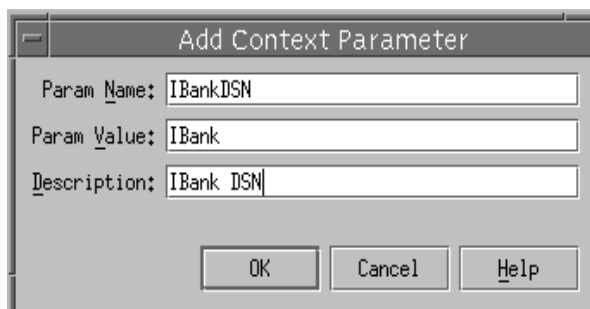 Add Context Parameter
Param Name: IBankDSN
Param Value: IBank
Description: IBank DSN
OK Cancel Help